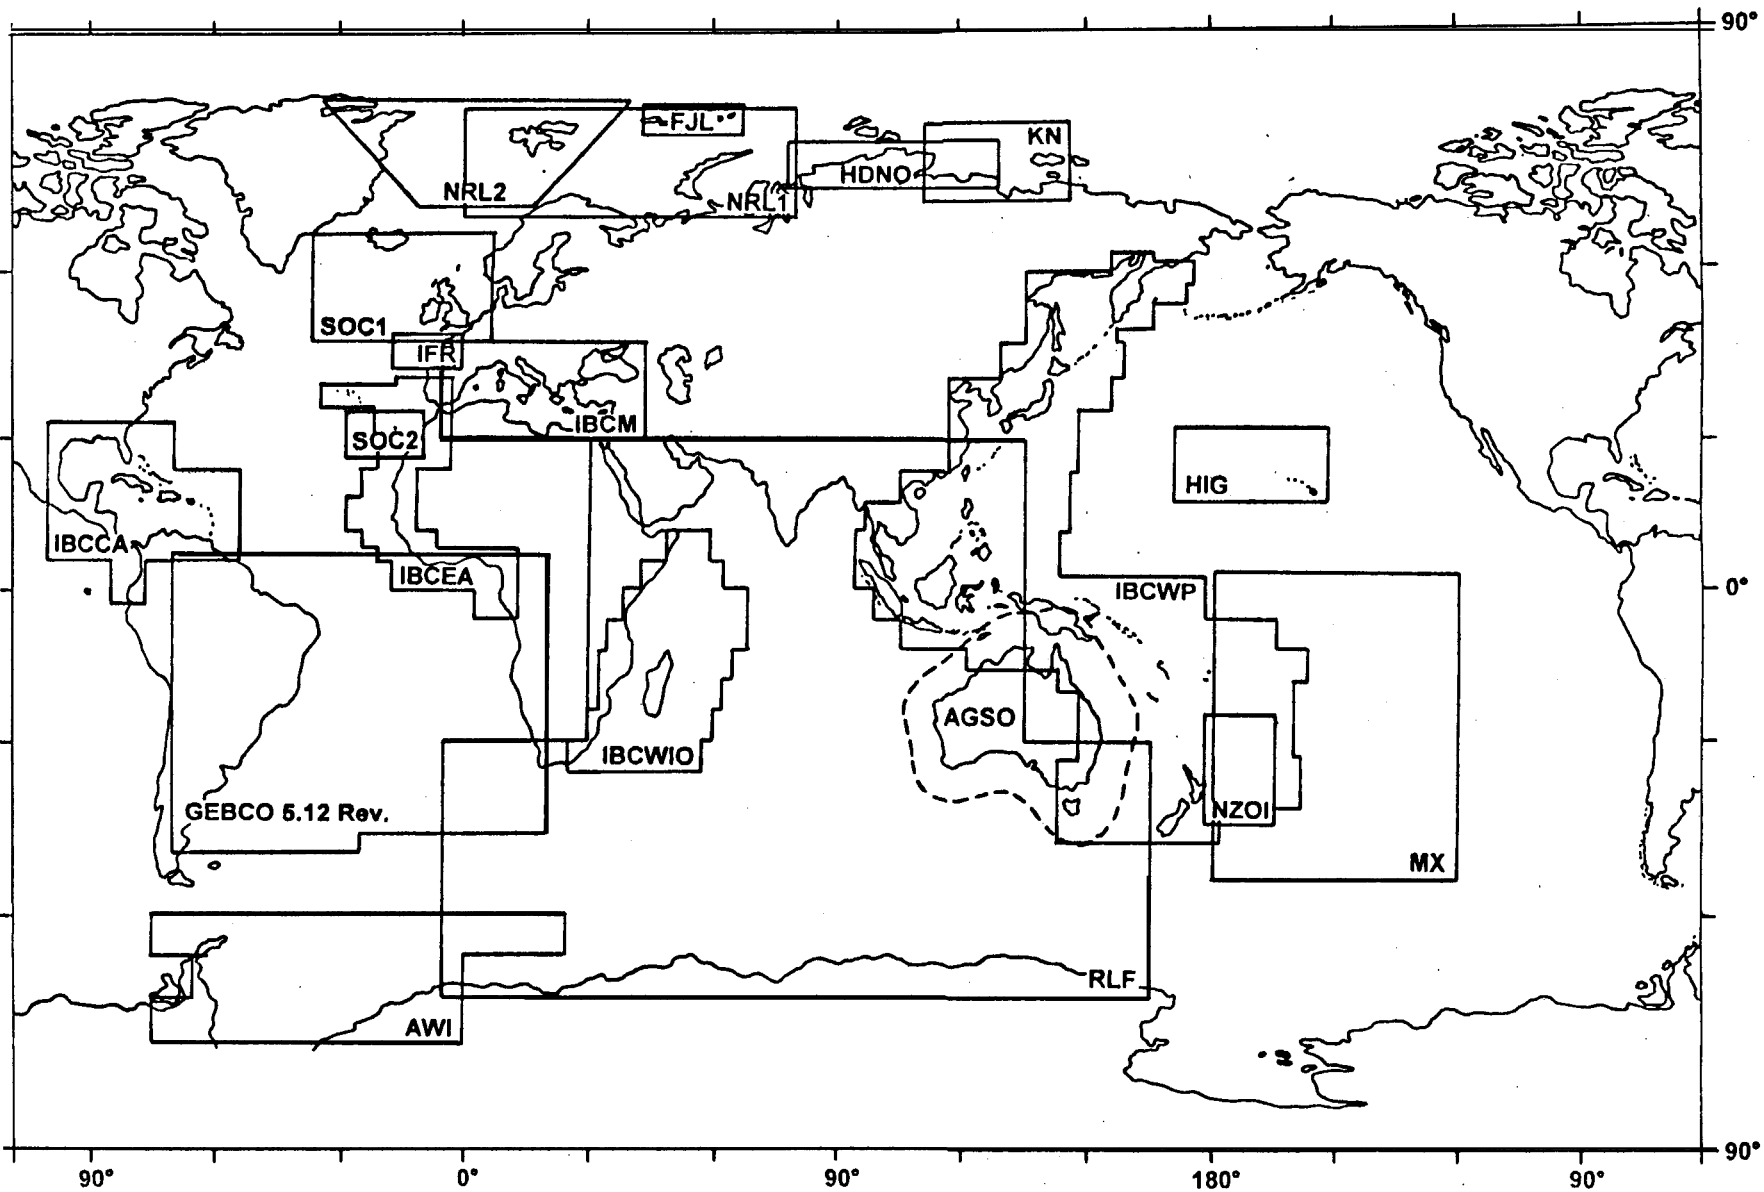 90°
FJL
KN
HDNO
NRL2
NRL1
SOC1
IFR
IBCM
SOC2
HIG
IBCCA
IBCEA
0°
IBCWP
AGSO
IBCWIO
GEBCO 5.12 Rev.
NZOI
MX
RLF
AWI
90°
90° 0° 90° 180° 90°